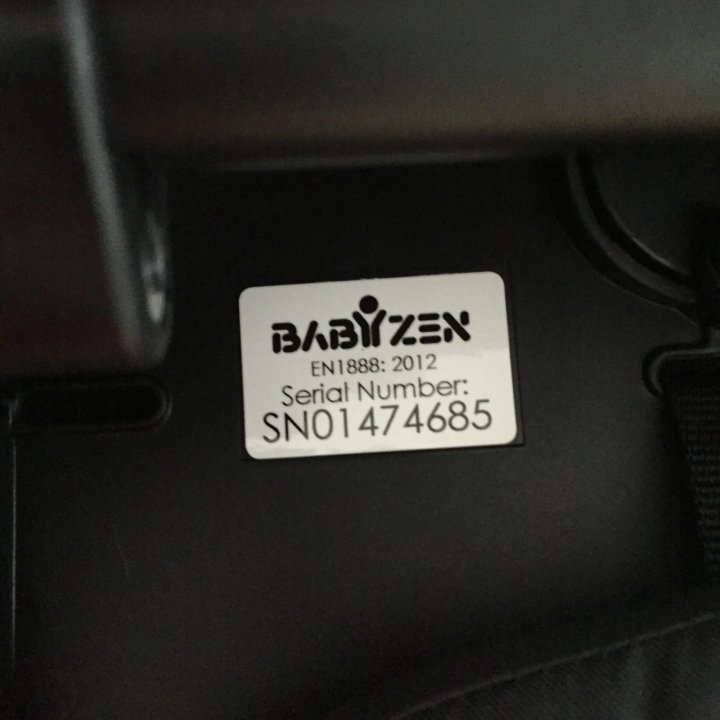 BABYZEN
EN1888: 2012
Serial Number:
SN01474685